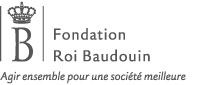 B
Fondation
Roi Baudouin
Agir ensemble pour une société meilleure